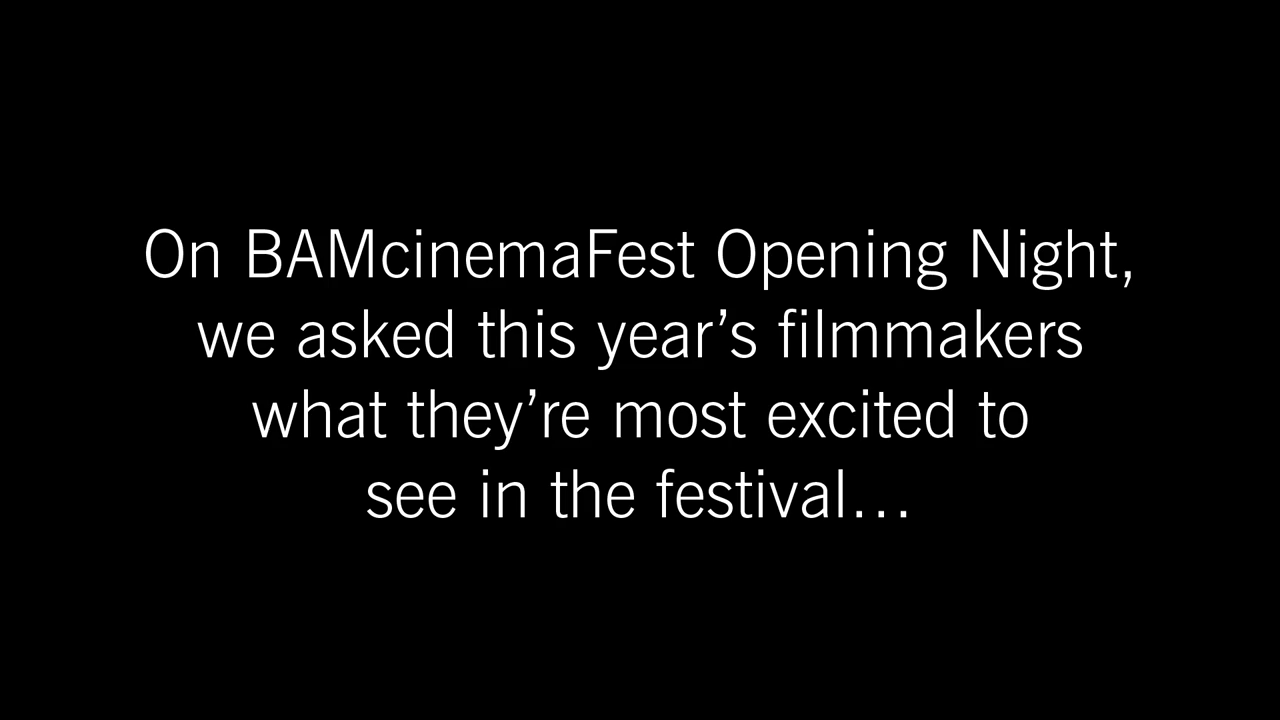 On BAMcinemaFest Opening Night,
we asked this year’s filmmakers
what they’re most excited to
see in the festival…